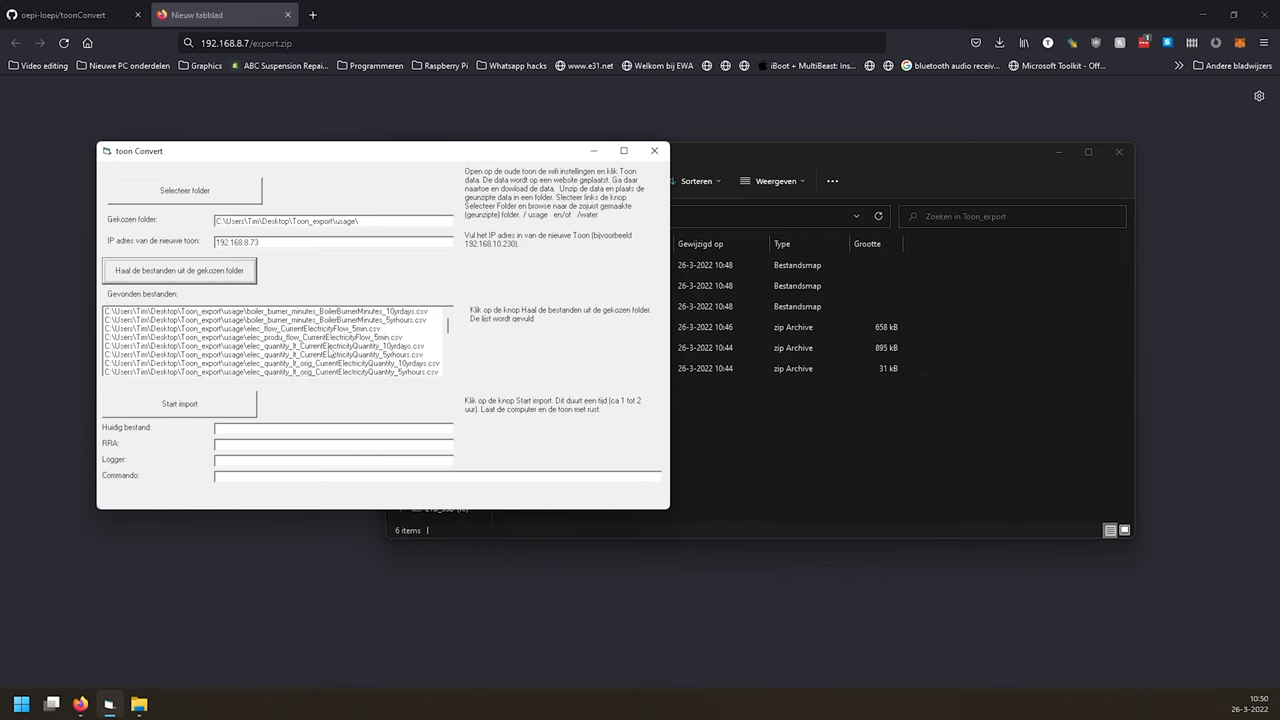 oepi-loepi/toonConvert
Nieuw tabblad
192.168.8.7/export.zip
Video editing
Nieuwe PC onderdelen
Graphics
ABC Suspension Repai...
Programmeren
Raspberry Pi
Whatsapp hacks
www.e31.net
Welkom bij EWA
iBoot + MultiBeast: Ins...
bluetooth audio receiv...
Microsoft Toolkit - Off...
Andere bladwijzers
toon Convert
Selecteer folder
Open op de oude toon de wifi instellingen en klik Toon
data. De data wordt op een website geplaatst. Ga daar
naartoe en dowload de data. Unzip de data en plaats de
geunzipte data in een folder. Slecteer links de knop
Selecteer Folder en browse naar de zojuist gemaakte
(geunzipte) folder. / usage en/of /water
Gekozen folder:
C:\Users\Tim\Desktop\Toon_export\usage\
IP adres van de nieuwe toon:
192.168.8.73
Vul het IP adres in van de nieuwe Toon (bijvoorbeeld
192.168.10.230).
Haal de bestanden uit de gekozen folder
Gevonden bestanden:
C:\Users\Tim\Desktop\Toon_export\usage\boiler_burner_minutes_BoilerBurnerMinutes_10yrdays.csv
C:\Users\Tim\Desktop\Toon_export\usage\boiler_burner_minutes_BoilerBurnerMinutes_5yrhours.csv
C:\Users\Tim\Desktop\Toon_export\usage\elec_flow_CurrentElectricityFlow_5min.csv
C:\Users\Tim\Desktop\Toon_export\usage\elec_produ_flow_CurrentElectricityFlow_5min.csv
C:\Users\Tim\Desktop\Toon_export\usage\elec_quantity_lt_CurrentElectricityQuantity_10yrdays.csv
C:\Users\Tim\Desktop\Toon_export\usage\elec_quantity_lt_CurrentElectricityQuantity_5yrhours.csv
C:\Users\Tim\Desktop\Toon_export\usage\elec_quantity_lt_orig_CurrentElectricityQuantity_10yrdays.csv
C:\Users\Tim\Desktop\Toon_export\usage\elec_quantity_lt_orig_CurrentElectricityQuantity_5yrhours.csv
Klik op de knop Haal de bestanden uit de gekozen folder.
De lijst wordt gevuld
Start import
Klik op de knop Start import. Dit duurt een tijd (ca 1 tot 2
uur). Laat de computer en de toon met rust.
Huidig bestand:
RRA:
Logger:
Commando:
Sorteren
Weergeven
Zoeken in Toon_export
Gewijzigd op
Type
Grootte
26-3-2022 10:48
Bestandsmap
26-3-2022 10:48
Bestandsmap
26-3-2022 10:48
Bestandsmap
26-3-2022 10:46
zip Archive
658 kB
26-3-2022 10:44
zip Archive
895 kB
26-3-2022 10:44
zip Archive
31 kB
6 items
10:50
26-3-2022